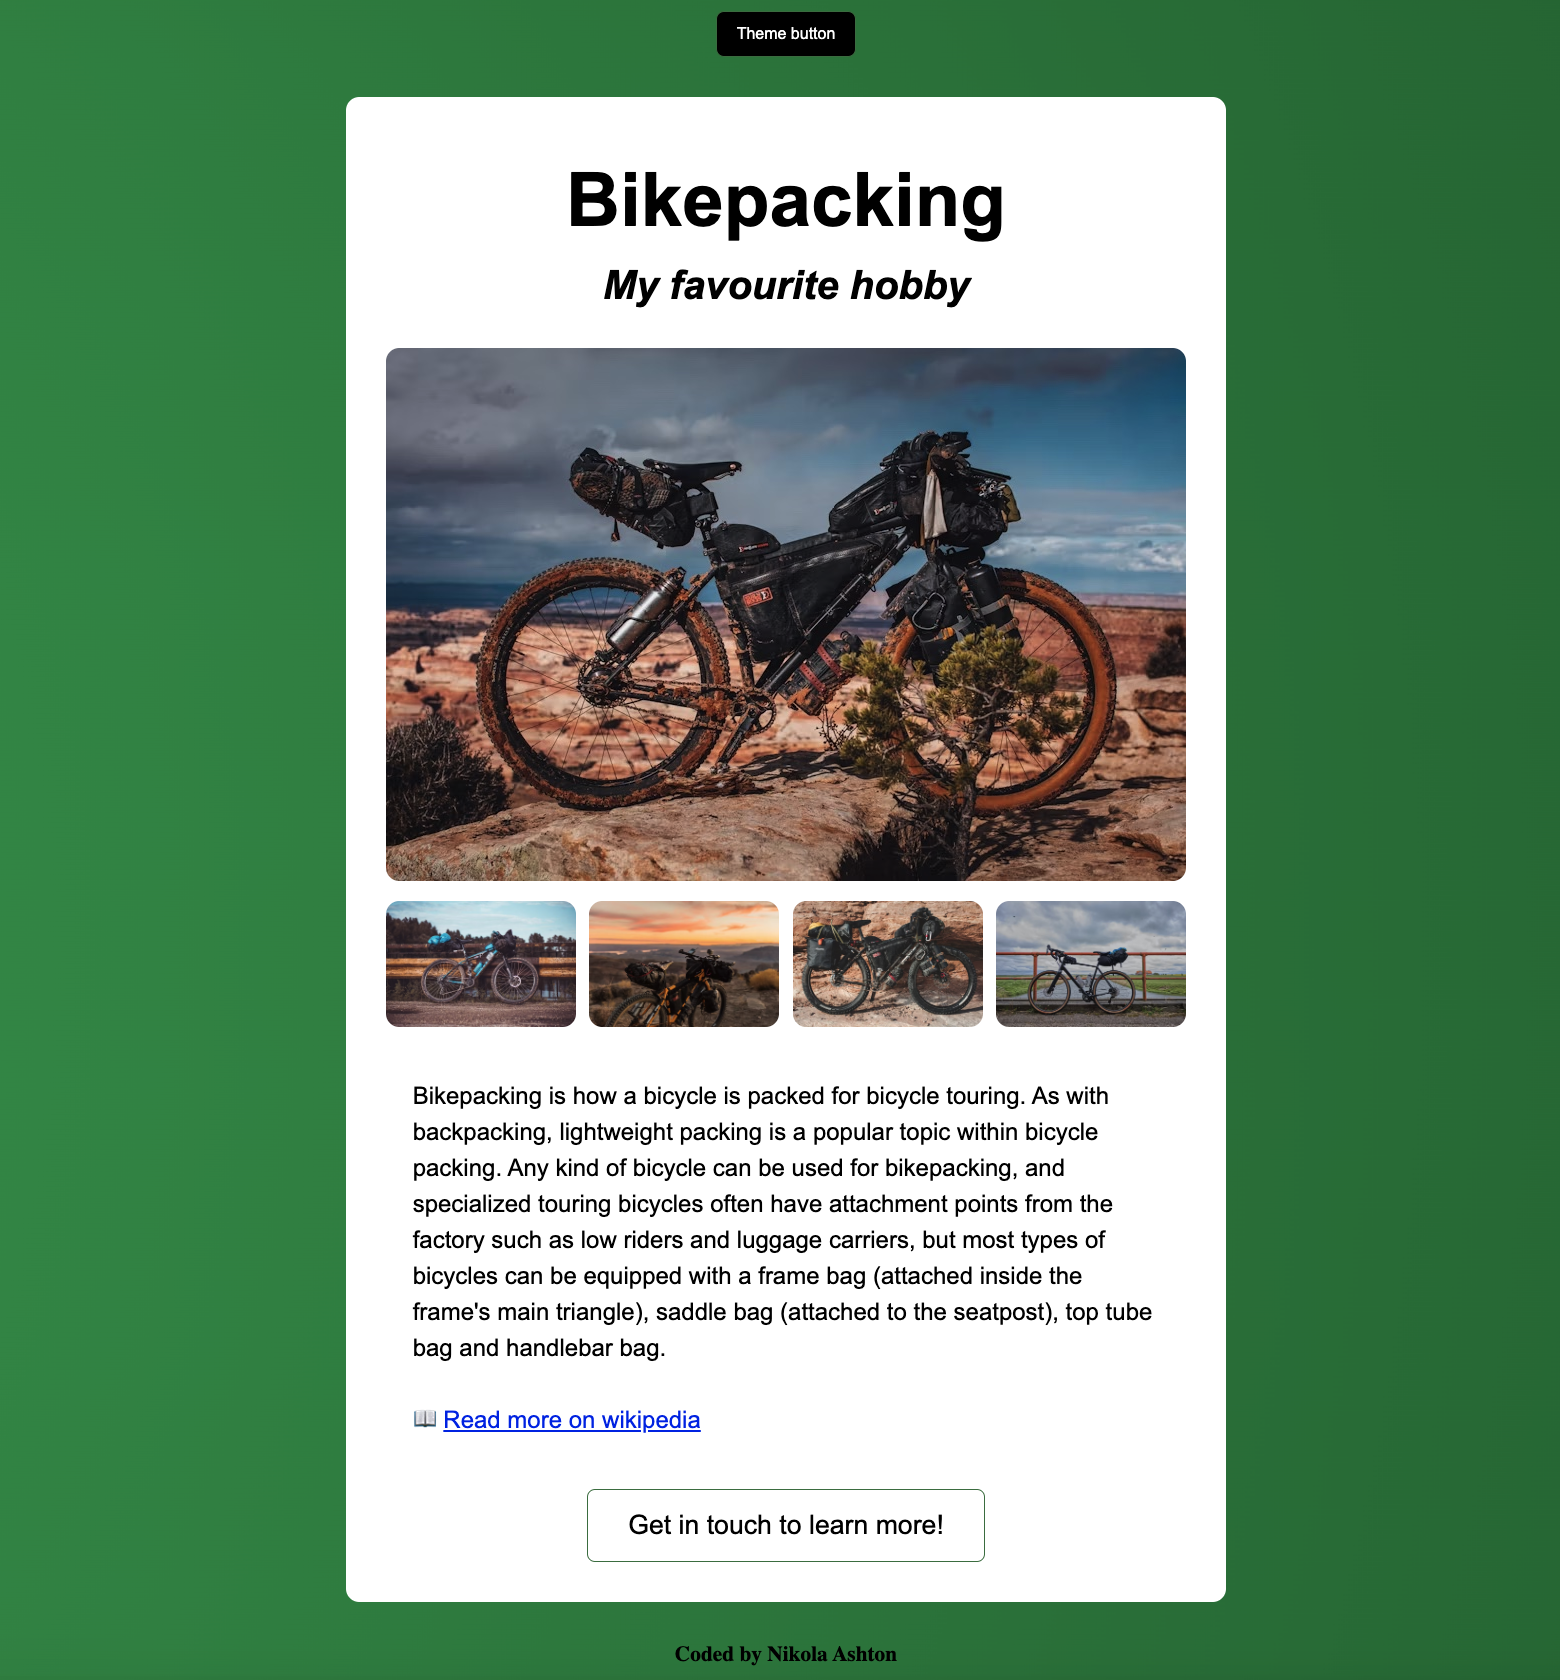 Theme button
Bikepacking
My favourite hobby
Bikepacking is how a bicycle is packed for bicycle touring. As with
backpacking, lightweight packing is a popular topic within bicycle
packing. Any kind of bicycle can be used for bikepacking, and
specialized touring bicycles often have attachment points from the
factory such as low riders and luggage carriers, but most types of
bicycles can be equipped with a frame bag (attached inside the
frame's main triangle), saddle bag (attached to the seatpost), top tube
bag and handlebar bag.
📖 Read more on wikipedia
Get in touch to learn more!
Coded by Nikola Ashton